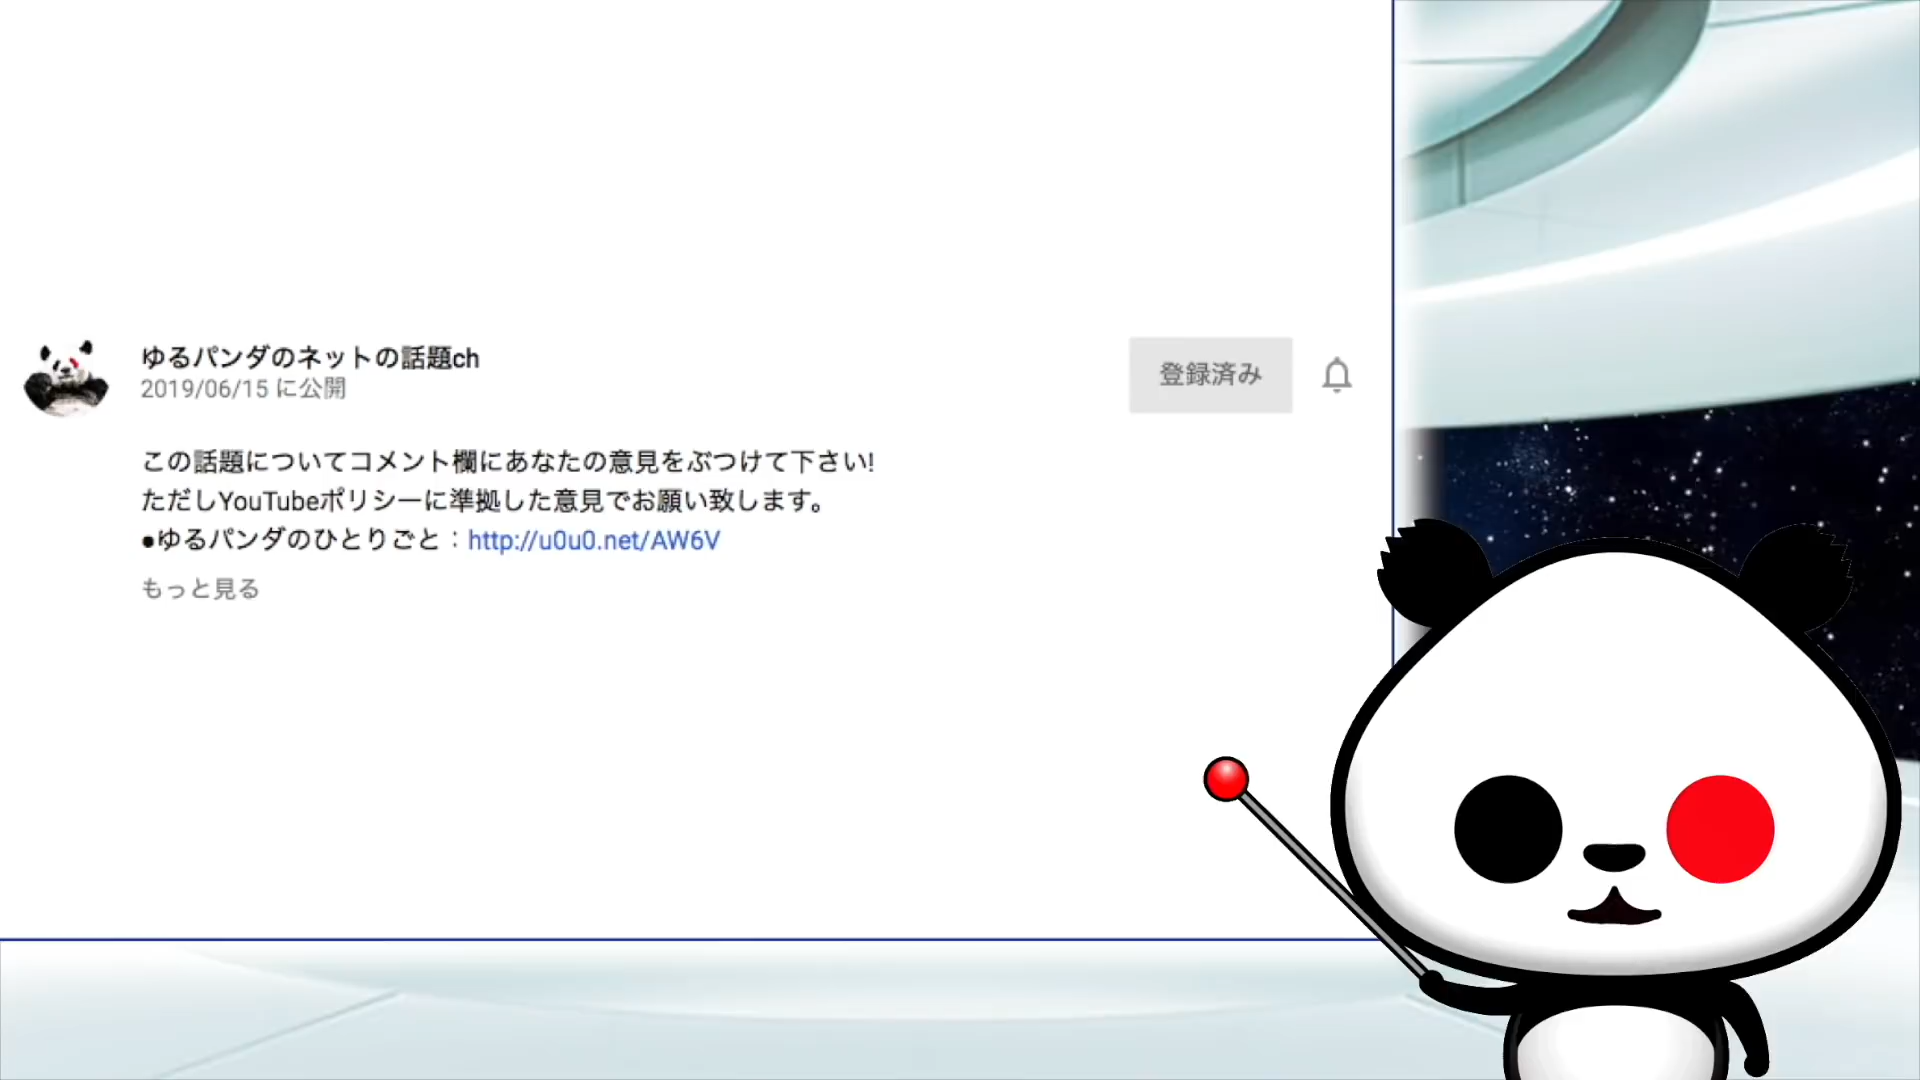 ゆるパンダのネットの話題ch
2019/06/15 に公開
登録済み
この話題についてコメント欄にあなたの意見をぶつけて下さい!
ただしYouTubeポリシーに準拠した意見でお願い致します。
●ゆるパンダのひとりごと：http://u0u0.net/AW6V
もっと見る